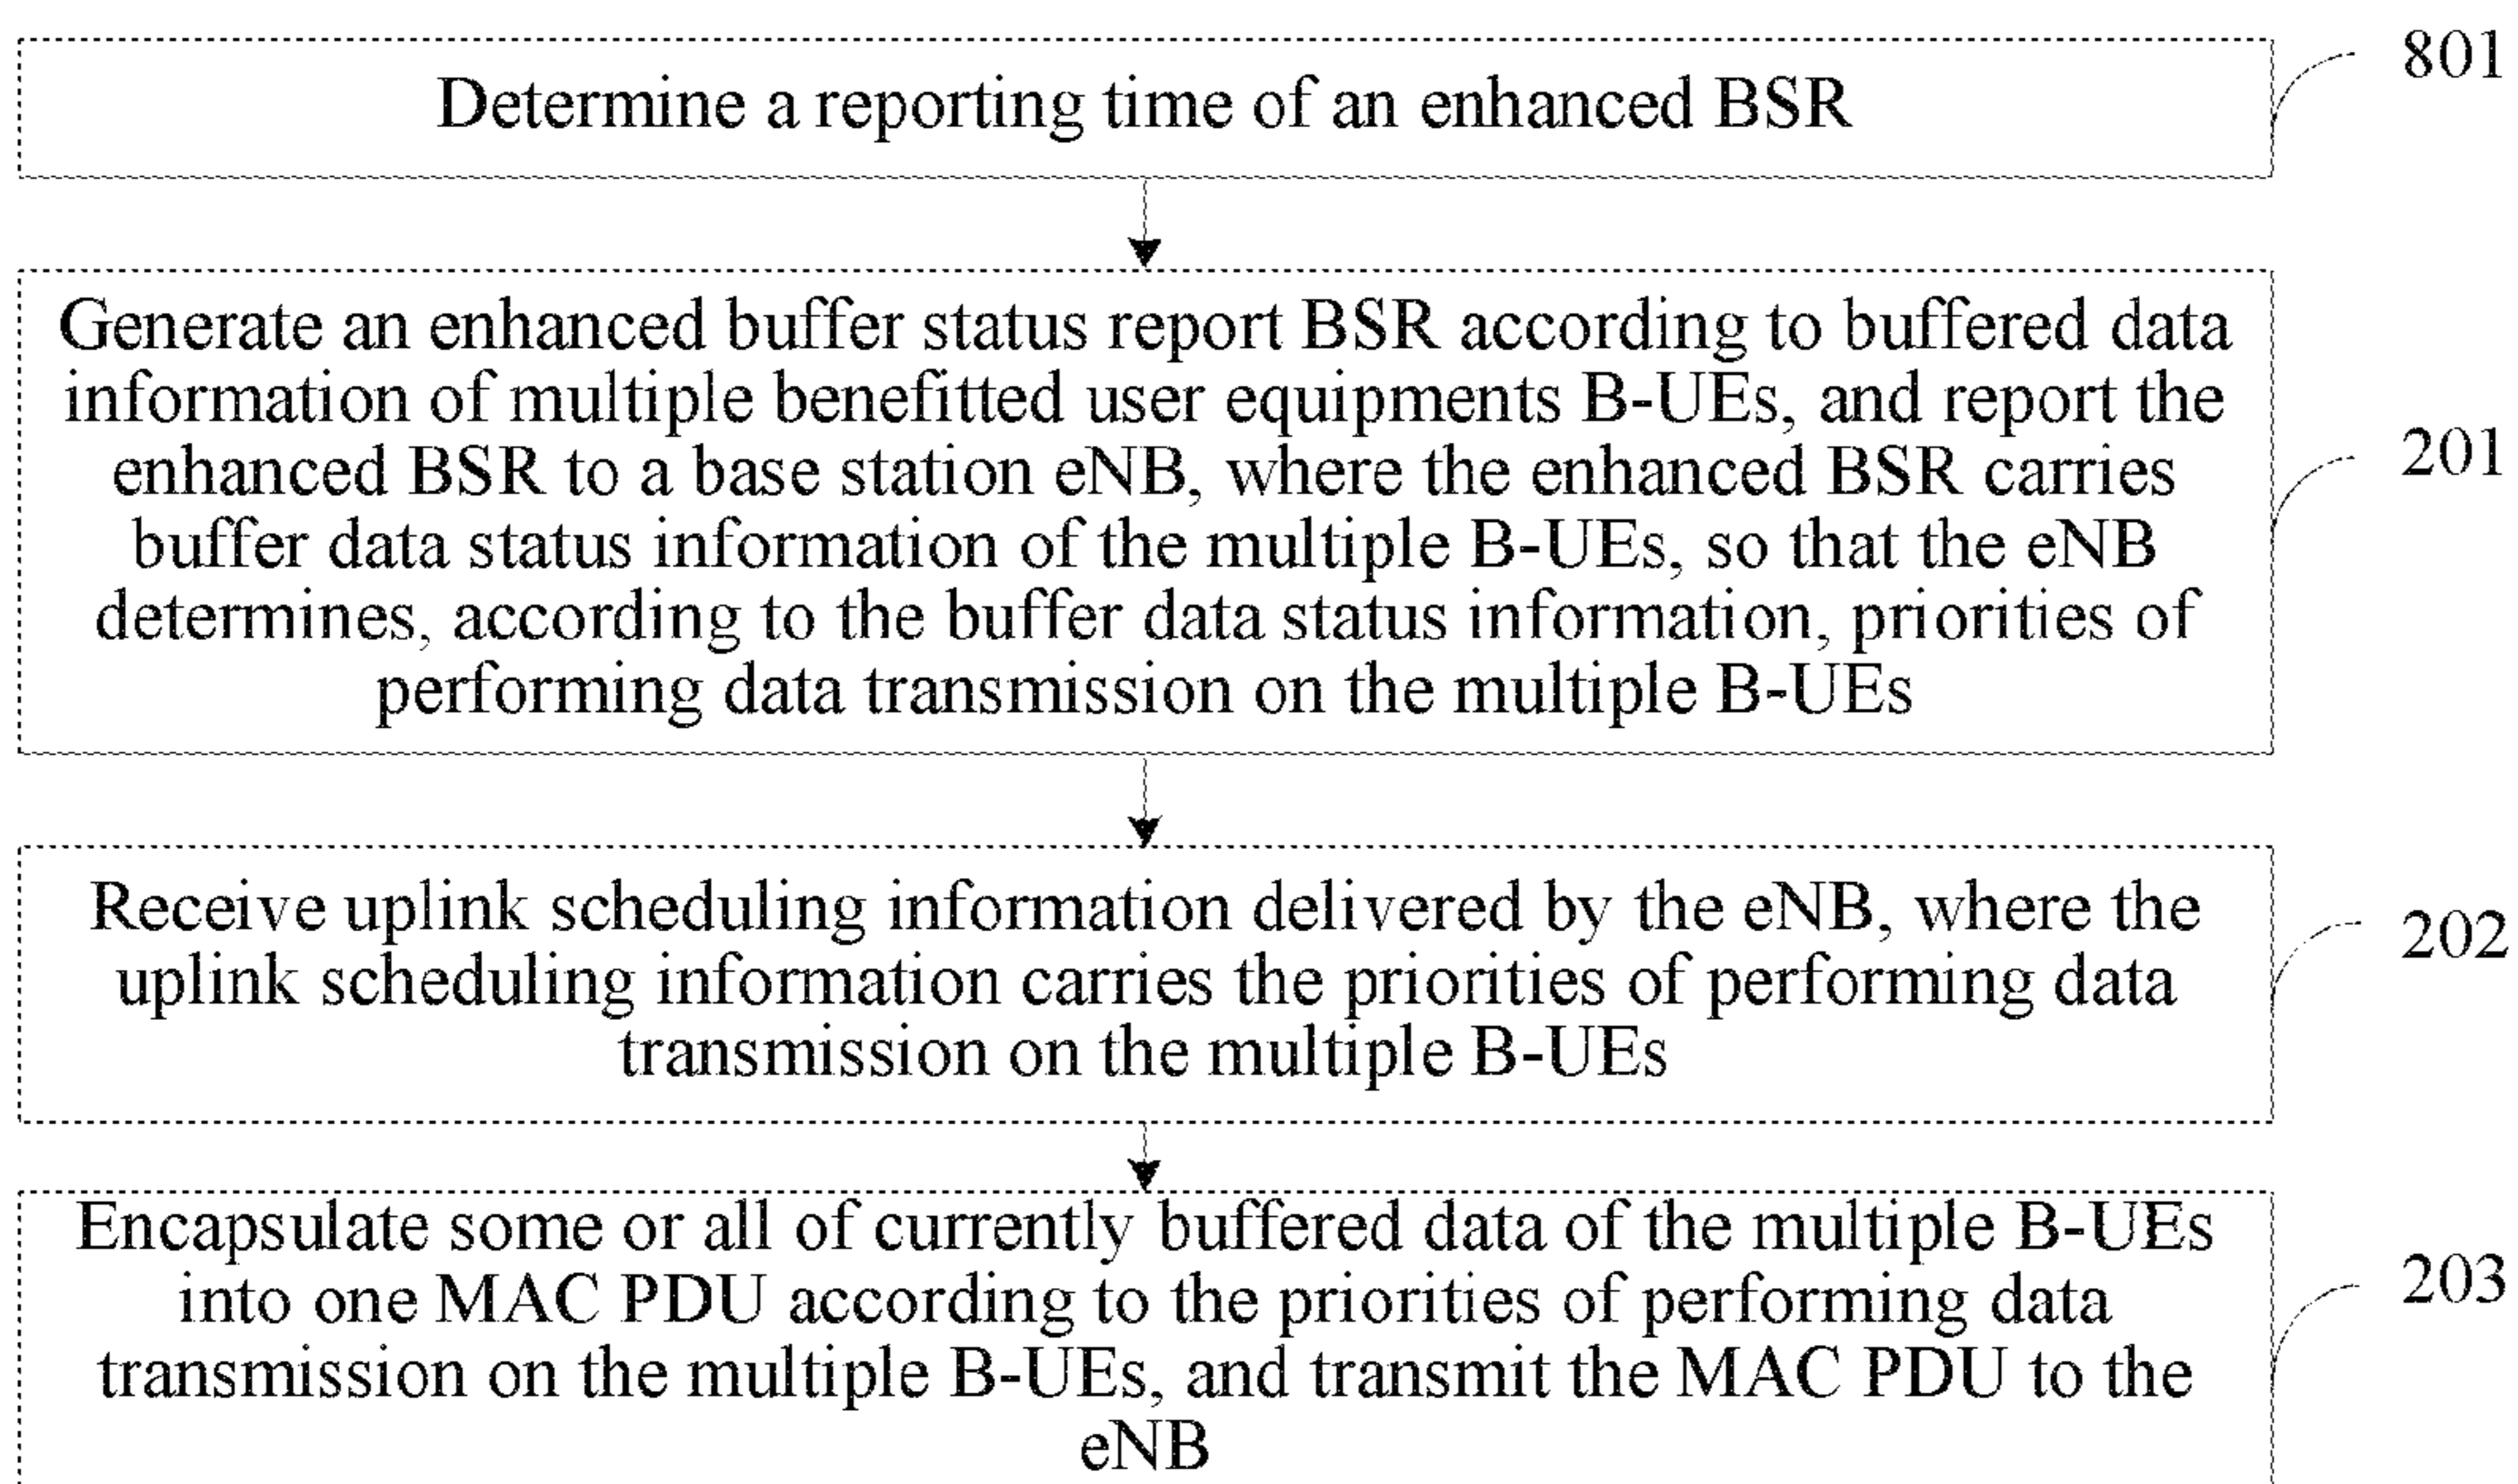 Determine a reporting time of an enhanced BSR
801
Generate an enhanced buffer status report BSR according to buffered data
information of multiple benefitted user equipments B-UEs, and report the
enhanced BSR to a base station eNB, where the enhanced BSR carries
buffer data status information of the multiple B-UEs, so that the eNB
determines, according to the buffer data status information, priorities of
performing data transmission on the multiple B-UEs
201
Receive uplink scheduling information delivered by the eNB, where the
uplink scheduling information carries the priorities of performing data
transmission on the multiple B-UEs
202
Encapsulate some or all of currently buffered data of the multiple B-UEs
into one MAC PDU according to the priorities of performing data
transmission on the multiple B-UEs, and transmit the MAC PDU to the
eNB
203